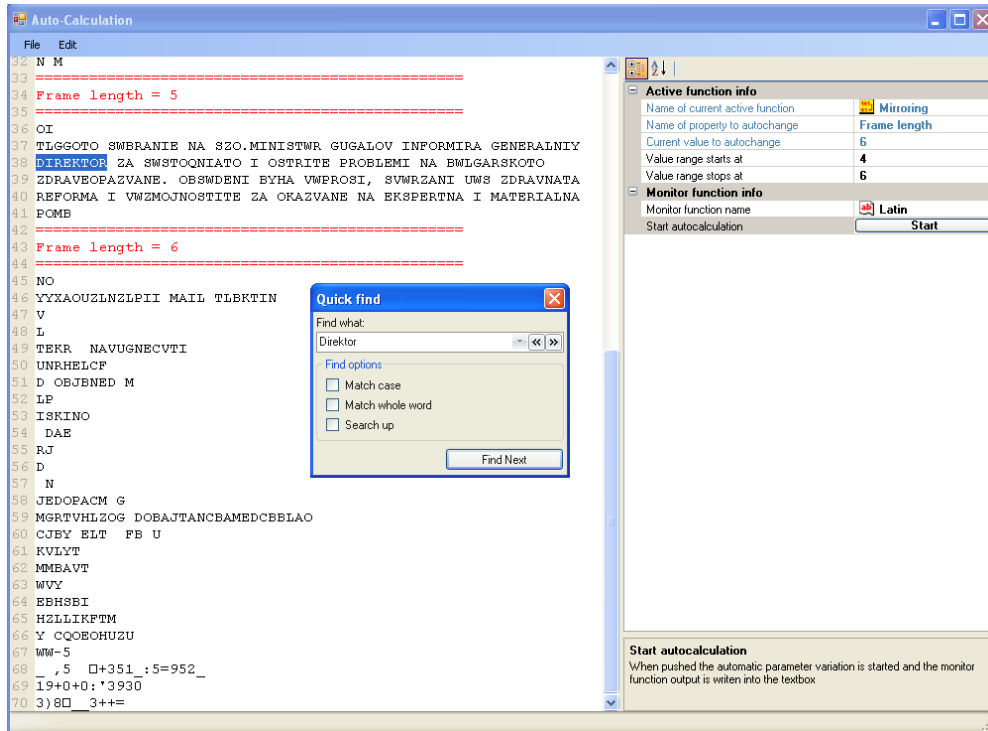 Auto-Calculation
File Edit
32 N M
33 ================================================
34 Frame length = 5
35 ================================================
36 OI
37 TLGGOTO SWBRANIE NA SZO.MINISTWR GUGALOV INFORMIRA GENERALNIY
38 DIREKTOR ZA SWSTOQNIATO I OSTRITE PROBLEMI NA BWLGARSKOTO
39 ZDRAVEOPAZVANE. OBSWDENI BYHA VWPROSI, SVWRZANI UWS ZDRAVNATA
40 REFORMA I VWZMOJNOSTITE ZA OKAZVANE NA EKSPERTNA I MATERIALNA
41 POMB
42 ================================================
43 Frame length = 6
44 ================================================
45 NO
46 YYXAOUZLNZLPII MAIL TLBKTIN
47 V
48 L
49 TEKR  NAVUGNECVTI
50 UNRHELCF
51 D OBJBNED M
52 LP
53 ISKINO
54  DAE
55 RJ
56 D
57  N
58 JEDOPACM G
59 MGRTVHLZOG DOBAJTANCBAMEDCBBLAO
60 CJBY ELT  FB U
61 KVLYT
62 MMBAVT
63 WVY
64 EBHSBI
65 HZLLIKFTM
66 Y CQOEOHUZU
67 WW-5
68 _ ,5  □+351_:5=952_
69 19+0+0:'3930
70 3)8□__3++=
Quick find
Find what:
Direktor
Find options
Match case
Match whole word
Search up
Find Next
Active function info
Name of current active function Mirroring
Name of property to autochange Frame length
Current value to autochange 6
Value range starts at 4
Value range stops at 6
Monitor function info
Monitor function name Latin
Start autocalculation Start
Start autocalculation
When pushed the automatic parameter variation is started and the monitor
function output is writen into the textbox